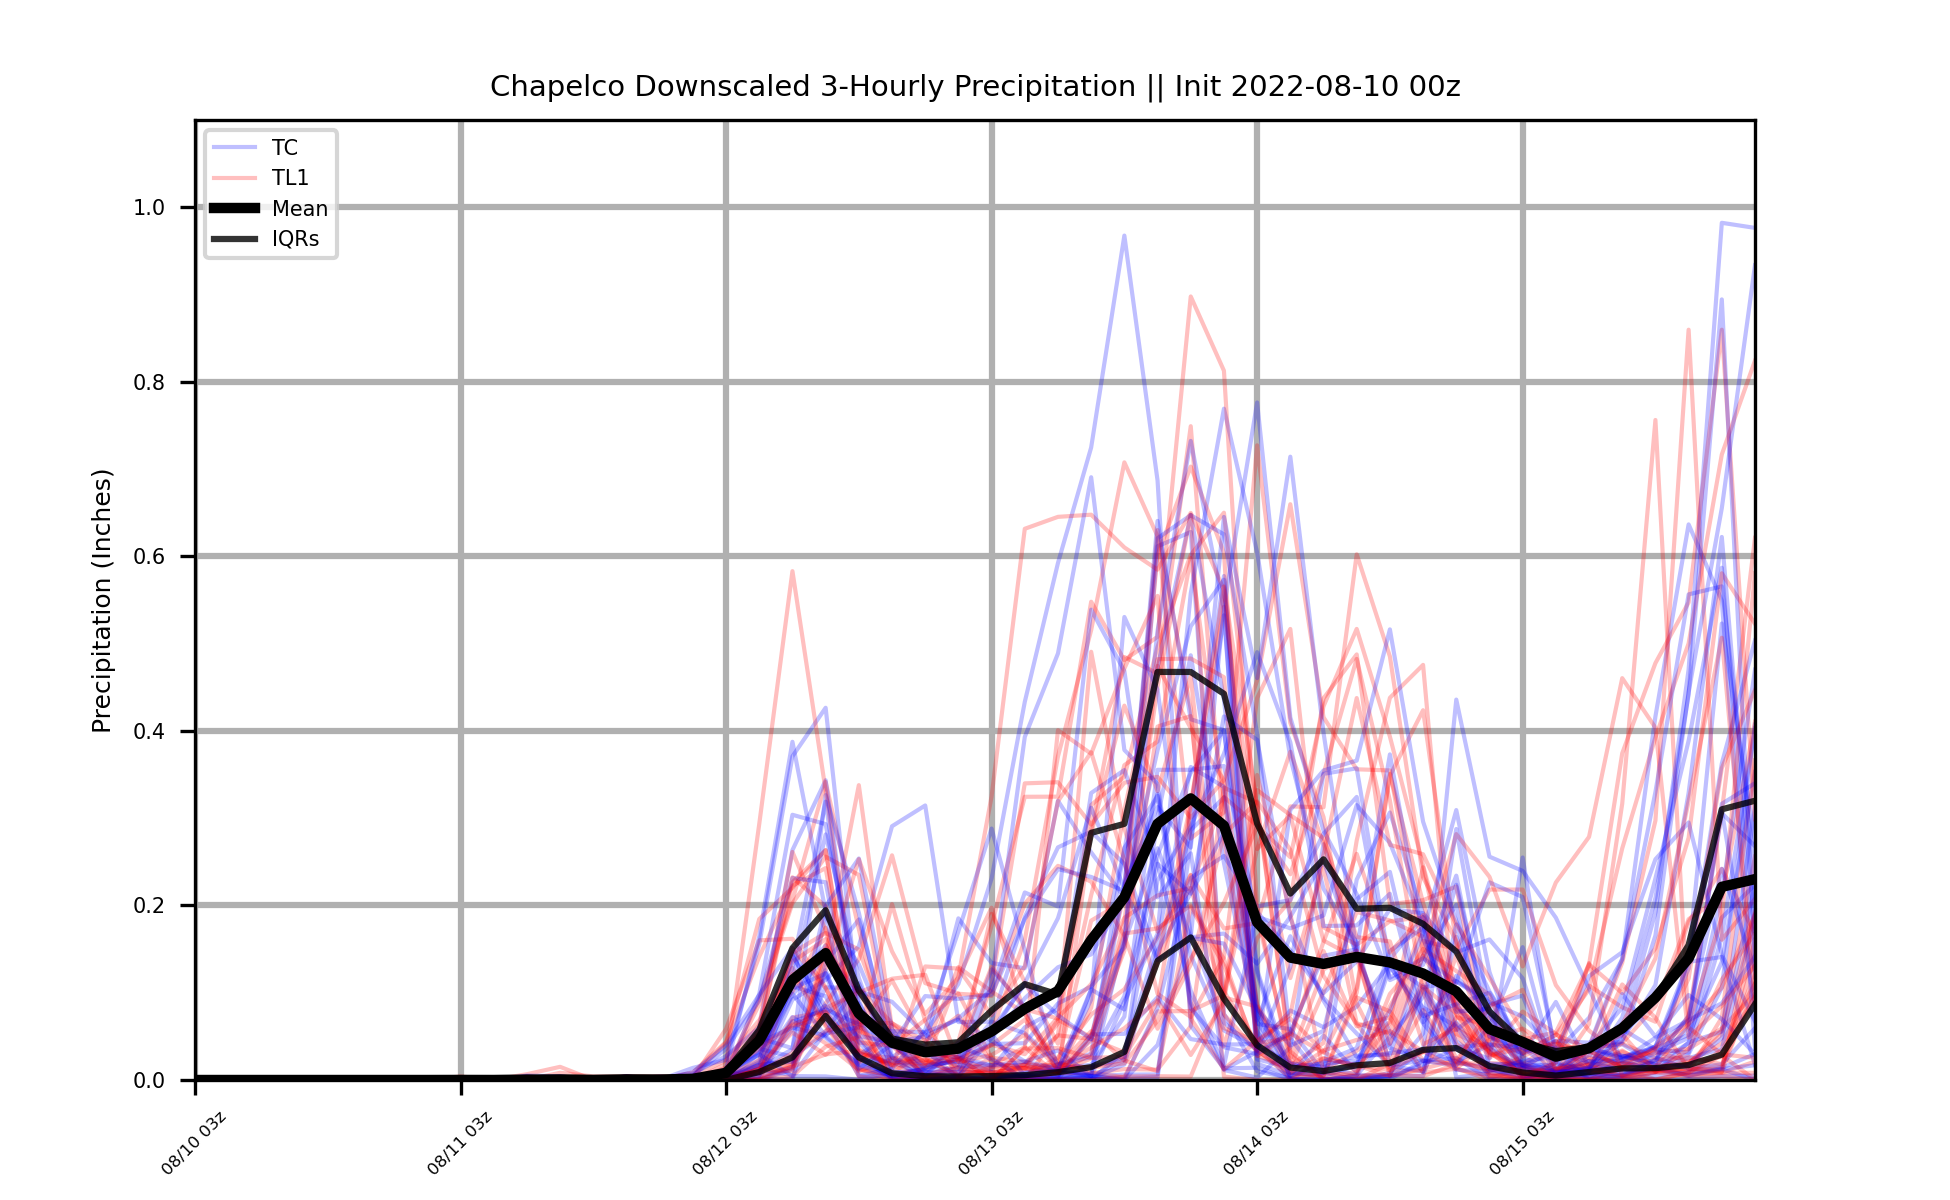 Chapelco Downscaled 3-Hourly Precipitation || Init 2022-08-10 00z
TC
TL1
Mean
IQRs
Precipitation (Inches)
1.0
0.8
0.6
0.4
0.2
0.0
08/10 03z
08/11 03z
08/12 03z
08/13 03z
08/14 03z
08/15 03z